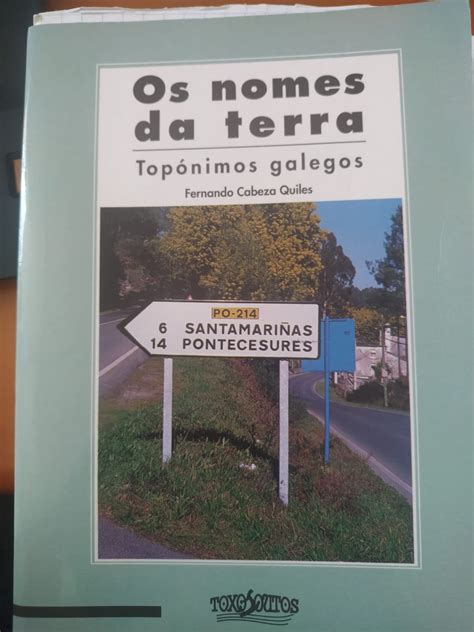 Os nomes
da terra
Topónimos galegos
Fernando Cabeza Quiles
PO-214
6 SANTAMARIÑAS
14 PONTECESURES
TOXOSOUTOS